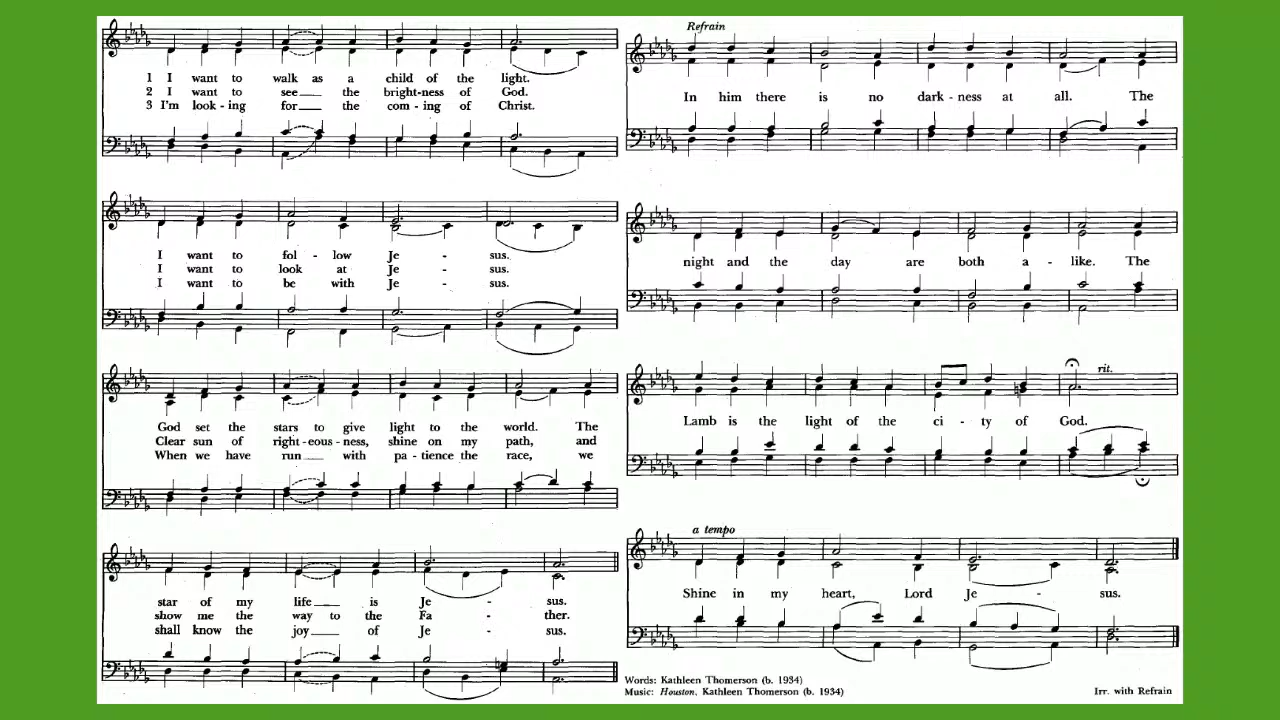 1 I want to walk as a child of the light.
2 I want to see the bright-ness of God.
3 I'm look - ing for the com - ing of Christ.
I want to fol - low Je - sus.
I want to look at Je - sus.
I want to be with Je - sus.
God set the stars to give light to the world. The
Clear sun of right-eous-ness, shine on my path, and
When we have run with pa-tience the race, we
star of my life is Je - sus.
show me the way to the Fa - ther.
shall know the joy of Je - sus.
Refrain
In him there is no dark - ness at all. The
night and the day are both a - like. The
rit.
Lamb is the light of the ci - ty of God.
a tempo
Shine in my heart, Lord Je - sus.
Words: Kathleen Thomerson (b. 1934)
Music: Houston, Kathleen Thomerson (b. 1934)
Irr. with Refrain